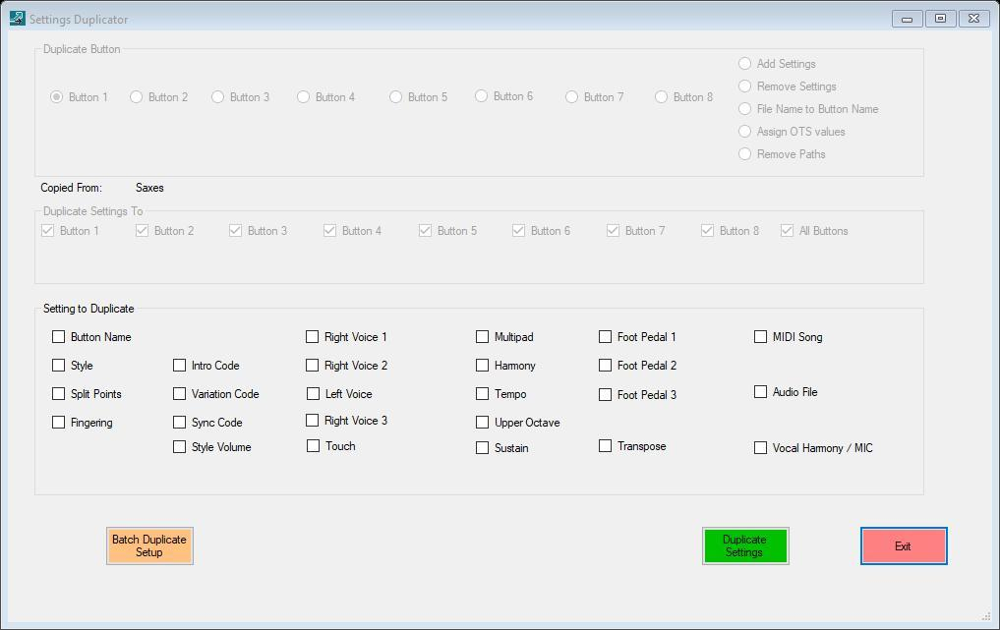 Settings Duplicator
Duplicate Button
Button 1 Button 2 Button 3 Button 4 Button 5 Button 6 Button 7 Button 8
Add Settings
Remove Settings
File Name to Button Name
Assign OTS values
Remove Paths
Copied From: Saxes
Duplicate Settings To
Button 1 Button 2 Button 3 Button 4 Button 5 Button 6 Button 7 Button 8 All Buttons
Setting to Duplicate
Button Name Right Voice 1 Multipad Foot Pedal 1 MIDI Song
Style Intro Code Right Voice 2 Harmony Foot Pedal 2
Split Points Variation Code Left Voice Tempo Foot Pedal 3 Audio File
Fingering Sync Code Right Voice 3 Upper Octave
Style Volume Touch Sustain Transpose Vocal Harmony / MIC
Batch Duplicate
Setup
Duplicate
Settings
Exit